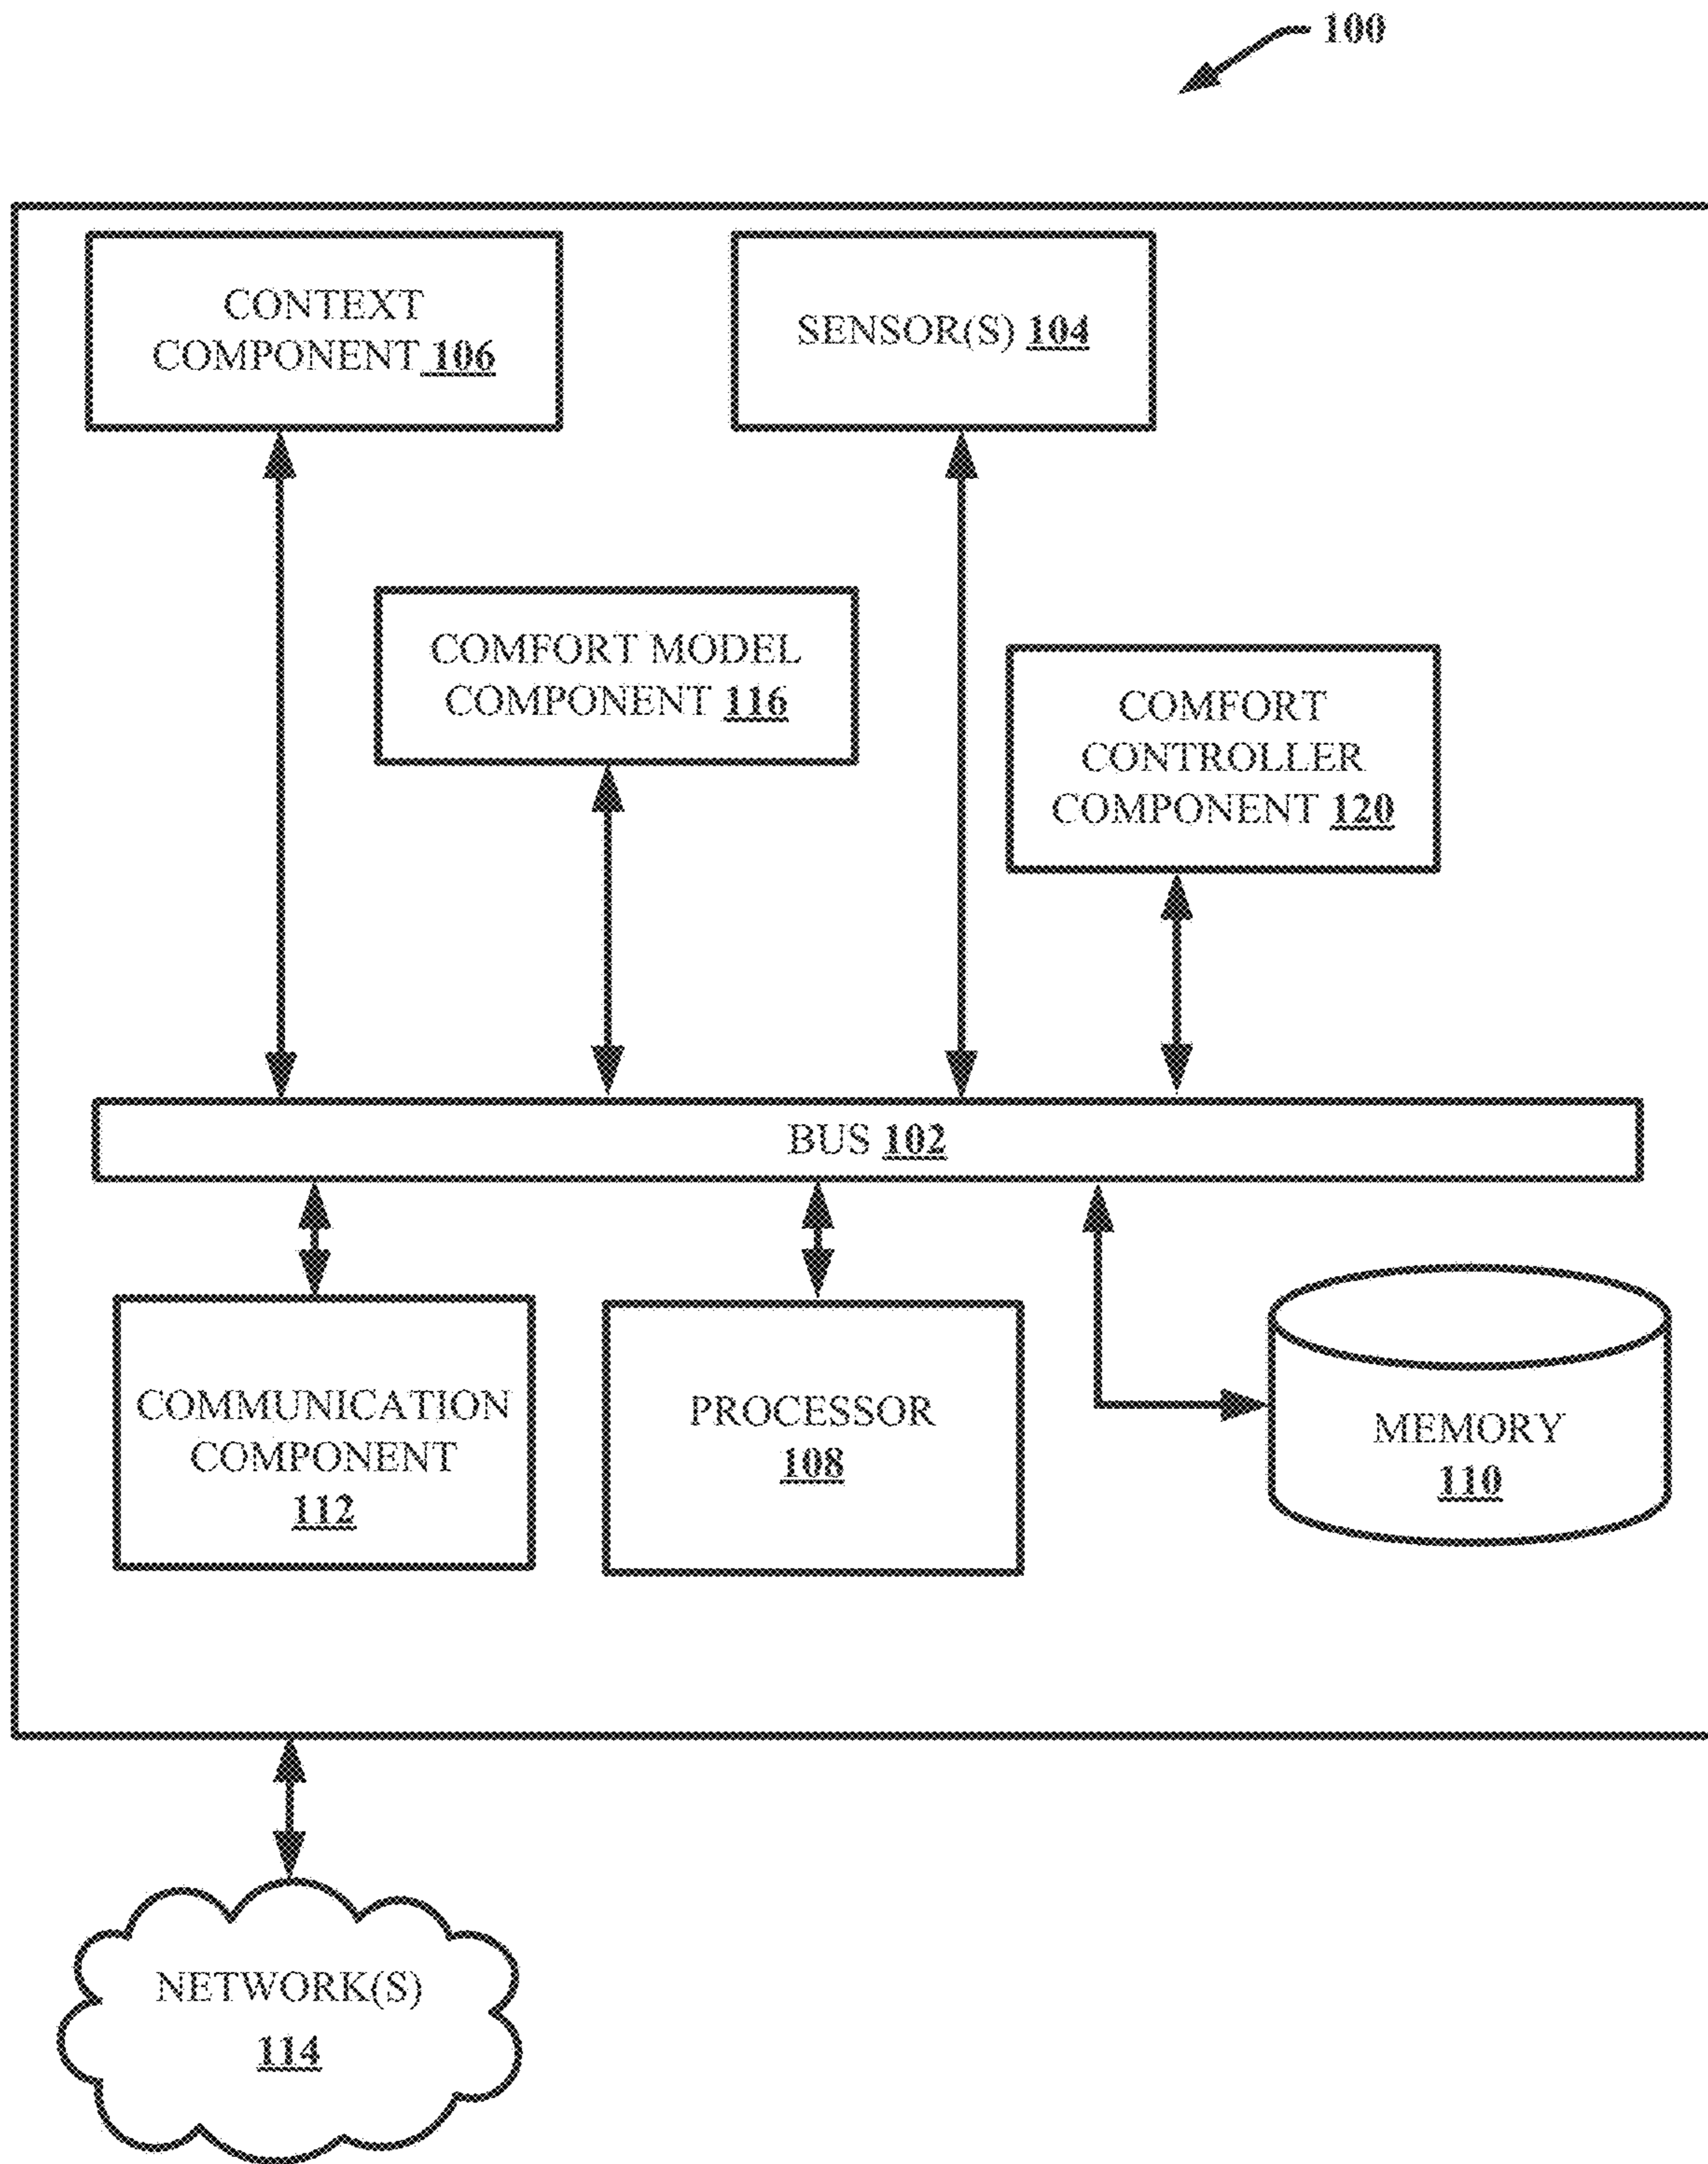 100
CONTEXT
COMPONENT 106
SENSOR(S) 104
COMFORT MODEL
COMPONENT 116
COMFORT
CONTROLLER
COMPONENT 120
BUS 102
COMMUNICATION
COMPONENT
112
PROCESSOR
108
MEMORY
110
NETWORK(S)
114